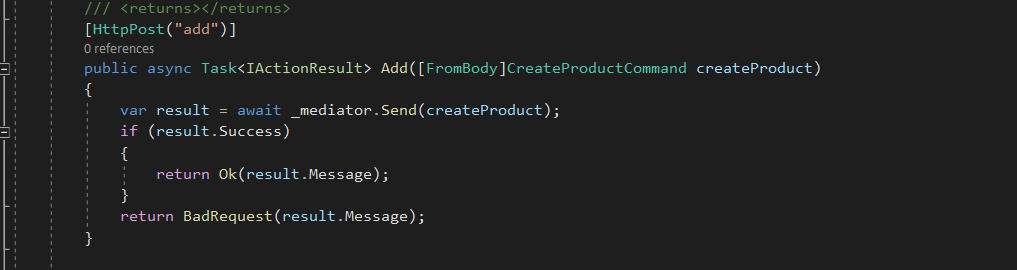 /// <returns></returns>
[HttpPost("add")]
0 references
public async Task<IActionResult> Add([FromBody]CreateProductCommand createProduct)
{
var result = await _mediator.Send(createProduct);
if (result.Success)
{
return Ok(result.Message);
}
return BadRequest(result.Message);
}